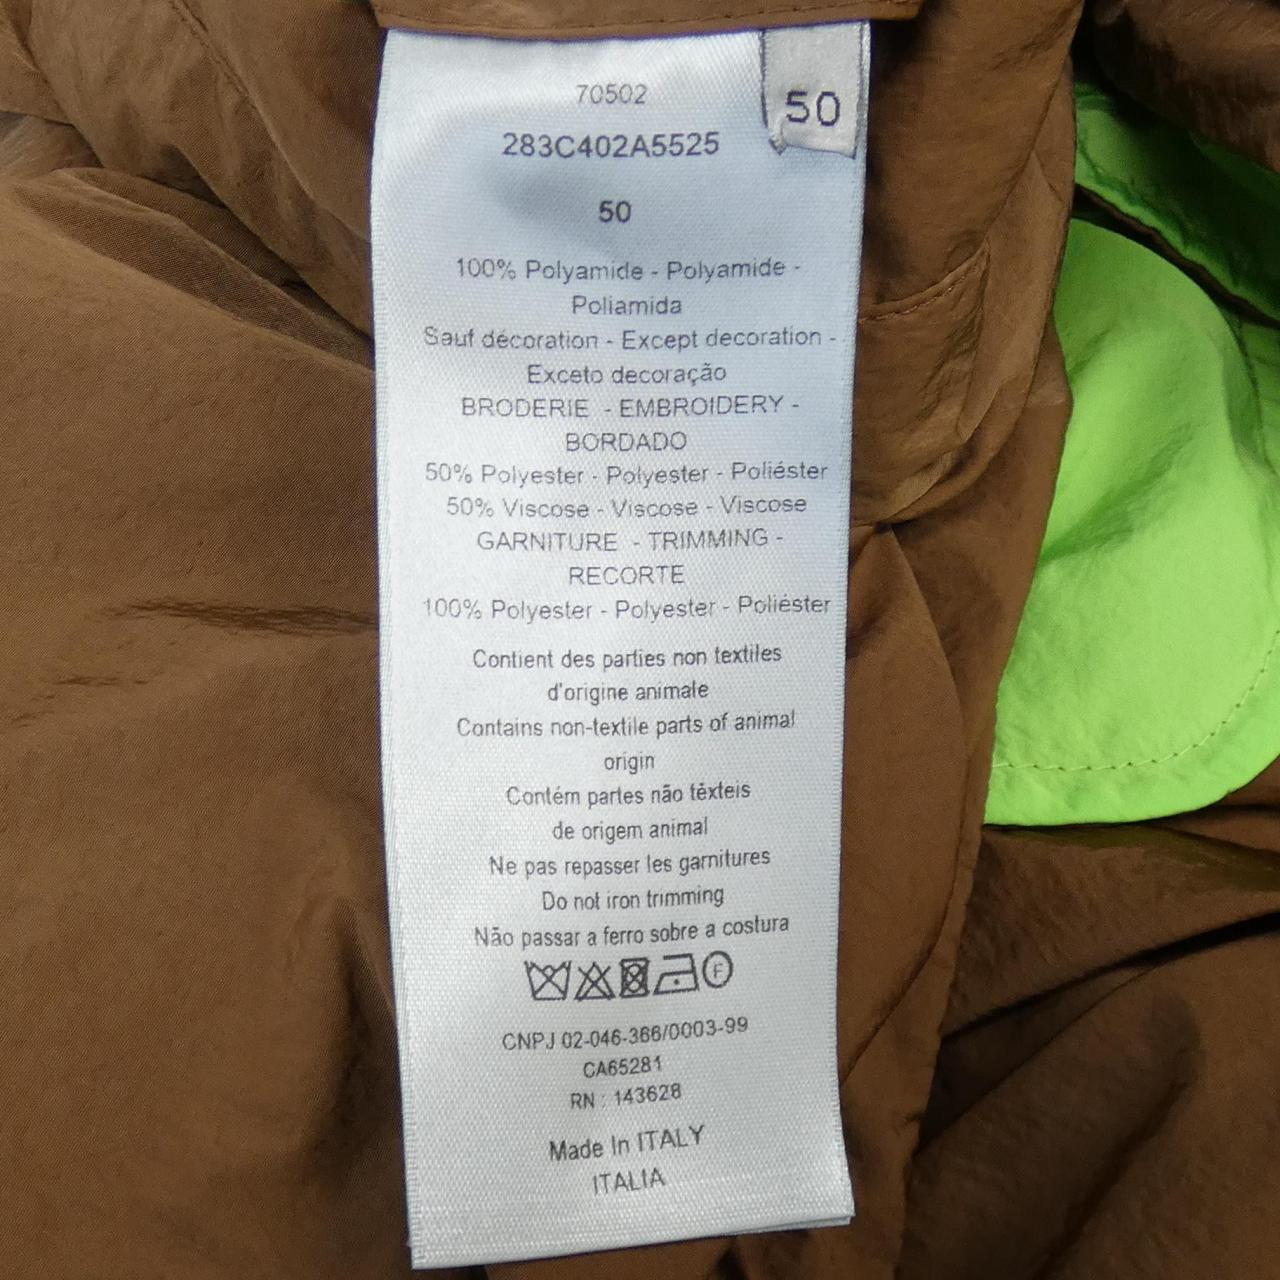 70502
50
283C402A5525
50
100% Polyamide - Polyamide -
Poliamida
Sauf décoration - Except decoration -
Exceto decoração
BRODERIE - EMBROIDERY -
BORDADO
50% Polyester - Polyester - Poliéster
50% Viscose - Viscose - Viscose
GARNITURE - TRIMMING -
RECORTE
100% Polyester - Polyester - Poliéster
Contient des parties non textiles
d'origine animale
Contains non-textile parts of animal
origin
Contém partes não têxteis
de origem animal
Ne pas repasser les garnitures
Do not iron trimming
Não passar a ferro sobre a costura
F
CNPJ 02-046-366/0003-99
CA65281
RN : 143628
Made In ITALY
ITALIA